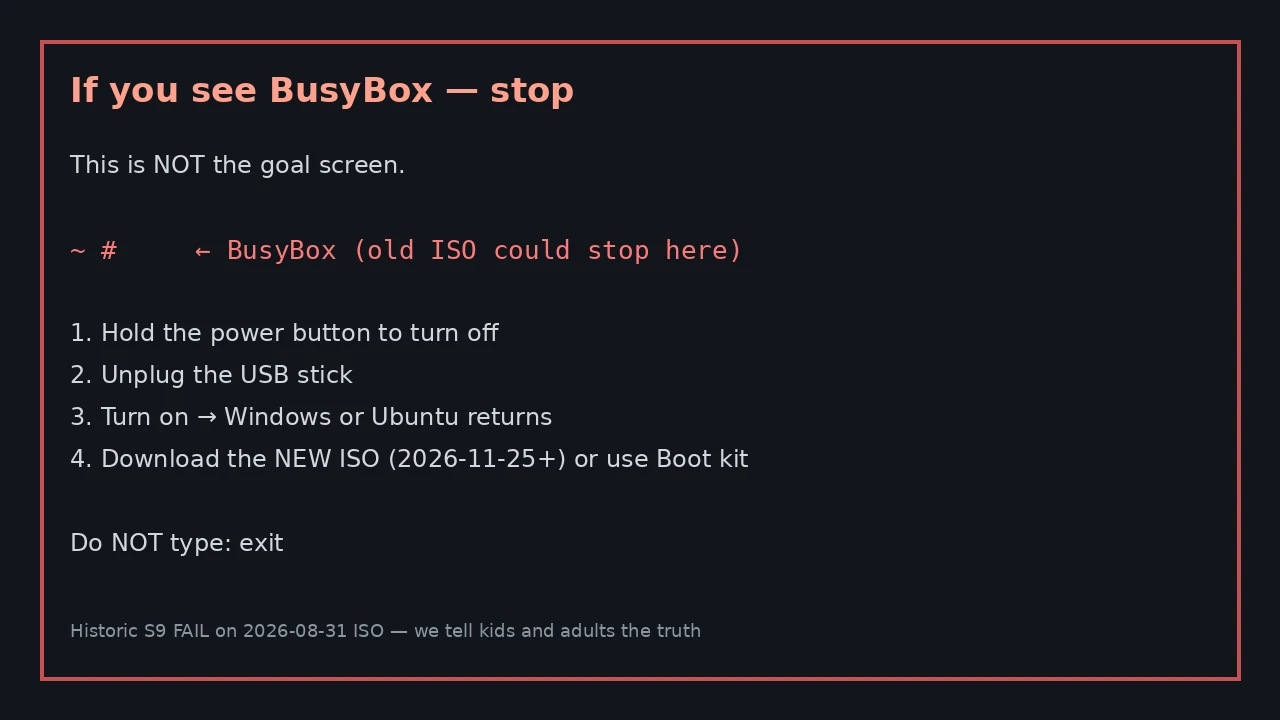 If you see BusyBox — stop
This is NOT the goal screen.
~ #     ← BusyBox (old ISO could stop here)
1. Hold the power button to turn off
2. Unplug the USB stick
3. Turn on → Windows or Ubuntu returns
4. Download the NEW ISO (2026-11-25+) or use Boot kit
Do NOT type: exit
Historic S9 FAIL on 2026-08-31 ISO — we tell kids and adults the truth